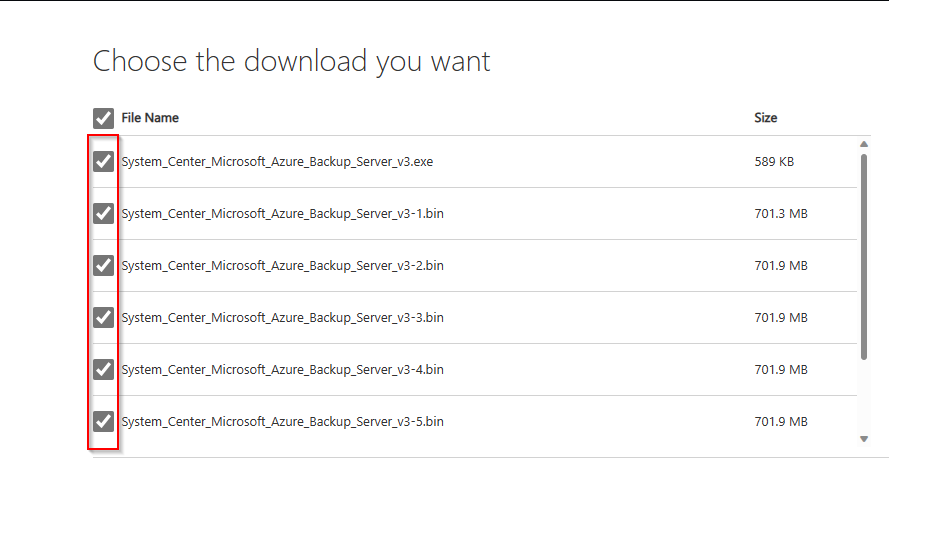 Choose the download you want
File Name Size
System_Center_Microsoft_Azure_Backup_Server_v3.exe 589 KB
System_Center_Microsoft_Azure_Backup_Server_v3-1.bin 701.3 MB
System_Center_Microsoft_Azure_Backup_Server_v3-2.bin 701.9 MB
System_Center_Microsoft_Azure_Backup_Server_v3-3.bin 701.9 MB
System_Center_Microsoft_Azure_Backup_Server_v3-4.bin 701.9 MB
System_Center_Microsoft_Azure_Backup_Server_v3-5.bin 701.9 MB